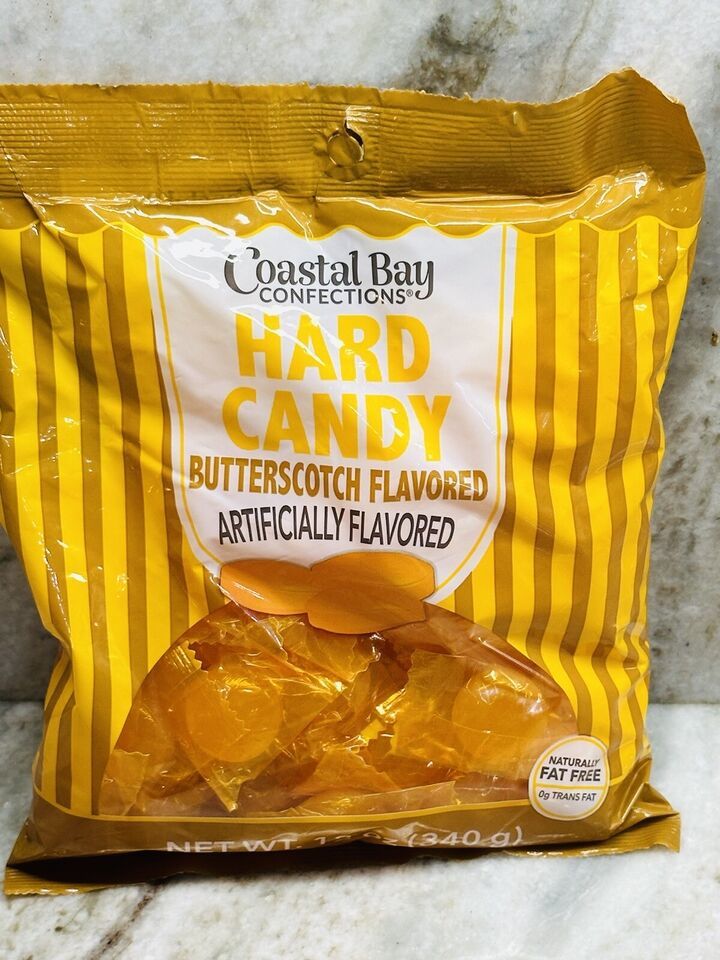 Coastal Bay
CONFECTIONS®
HARD
CANDY
BUTTERSCOTCH FLAVORED
ARTIFICIALLY FLAVORED
NATURALLY
FAT FREE
0g TRANS FAT
NET WT. (340 g)